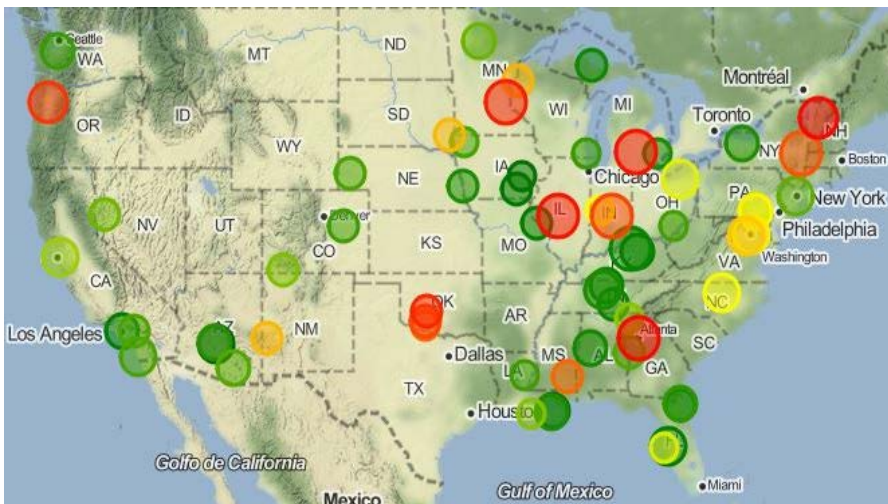 Seattle
WA
MT
ND
MN
Montréal
OR
ID
SD
WI
MI
Toronto
NH
WY
NY
Boston
IA
Chicago
NE
NV
UT
Denver
CO
IL
IN
OH
PA
New York
CA
KS
MO
Philadelphia
VA
Washington
OK
NC
Los Angeles
AZ
NM
AR
Atlanta
SC
Dallas
MS
AL
GA
LA
TX
Houston
FL
Golfo de California
Gulf of Mexico
Miami
Mexico